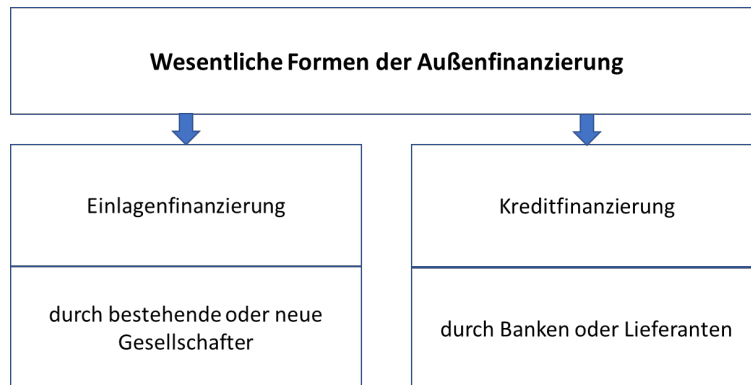 Wesentliche Formen der Außenfinanzierung
Einlagenfinanzierung
Kreditfinanzierung
durch bestehende oder neue
Gesellschafter
durch Banken oder Lieferanten